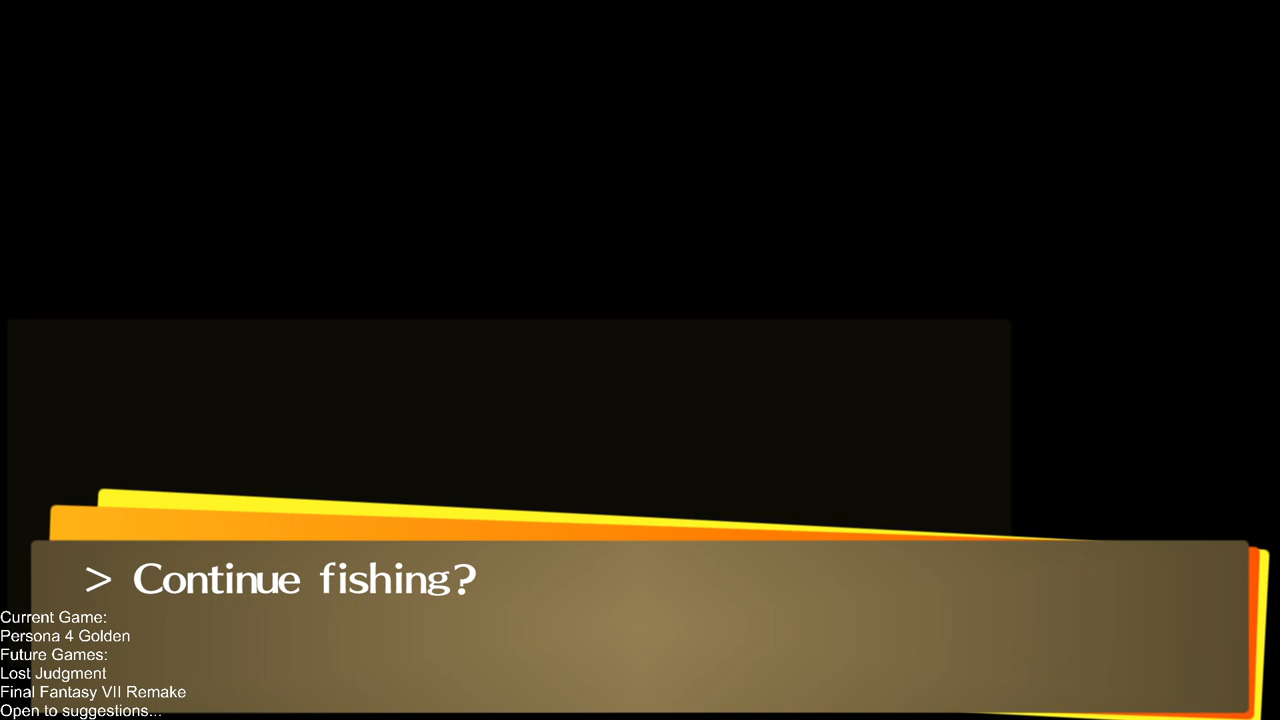 > Continue fishing?
Current Game:
Persona 4 Golden
Future Games:
Lost Judgment
Final Fantasy VII Remake
Open to suggestions...